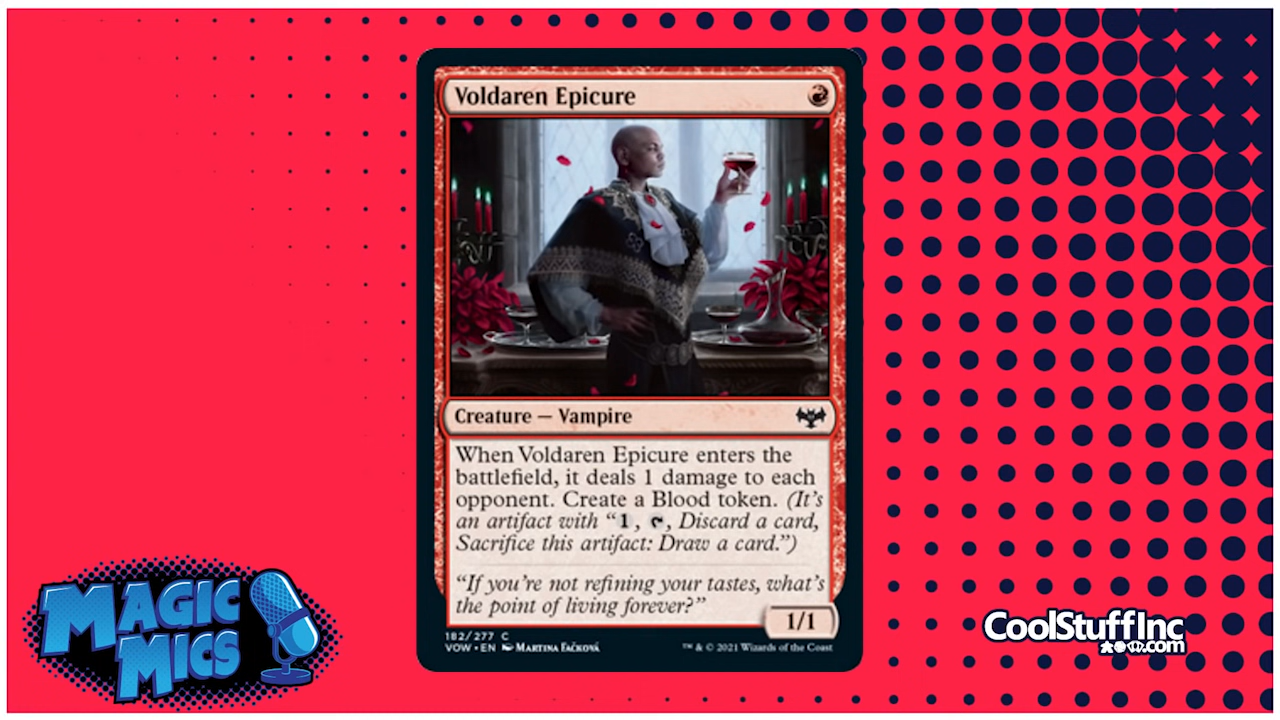 Voldaren Epicure
Creature — Vampire
When Voldaren Epicure enters the
battlefield, it deals 1 damage to each
opponent. Create a Blood token. (It's
an artifact with “1, T, Discard a card,
Sacrifice this artifact: Draw a card.”)
“If you're not refining your tastes, what's
the point of living forever?”
1/1
182/277 C
VOW • EN Martina Fačková
™ & © 2021 Wizards of the Coast
MAGIC
MICS
CoolStuffInc
.com